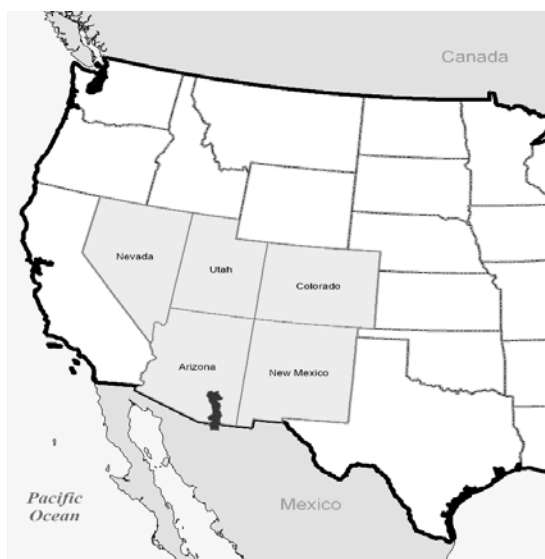 Canada
Nevada
Utah
Colorado
Arizona
New Mexico
Pacific
Ocean
Mexico